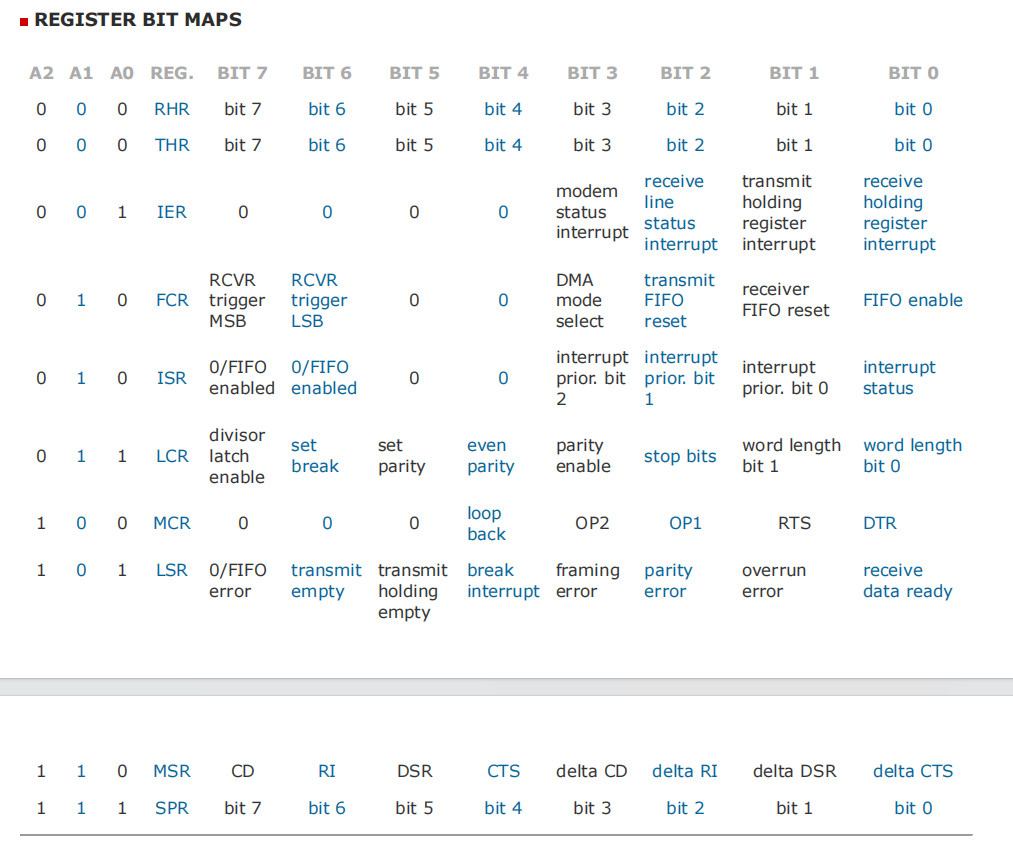 REGISTER BIT MAPS
A2 A1 A0 REG. BIT 7 BIT 6 BIT 5 BIT 4 BIT 3 BIT 2 BIT 1 BIT 0
0 0 0 RHR bit 7 bit 6 bit 5 bit 4 bit 3 bit 2 bit 1 bit 0
0 0 0 THR bit 7 bit 6 bit 5 bit 4 bit 3 bit 2 bit 1 bit 0
0 0 1 IER 0 0 0 0 modem status interrupt receive line status interrupt transmit holding register interrupt receive holding register interrupt
0 1 0 FCR RCVR trigger MSB RCVR trigger LSB 0 0 DMA mode select transmit FIFO reset receiver FIFO reset FIFO enable
0 1 0 ISR 0/FIFO enabled 0/FIFO enabled 0 0 interrupt prior. bit 2 interrupt prior. bit 1 interrupt prior. bit 0 interrupt status
0 1 1 LCR divisor latch enable set break set parity even parity parity enable stop bits word length bit 1 word length bit 0
1 0 0 MCR 0 0 0 loop back OP2 OP1 RTS DTR
1 0 1 LSR 0/FIFO error transmit empty transmit holding empty break interrupt framing error parity error overrun error receive data ready
1 1 0 MSR CD RI DSR CTS delta CD delta RI delta DSR delta CTS
1 1 1 SPR bit 7 bit 6 bit 5 bit 4 bit 3 bit 2 bit 1 bit 0